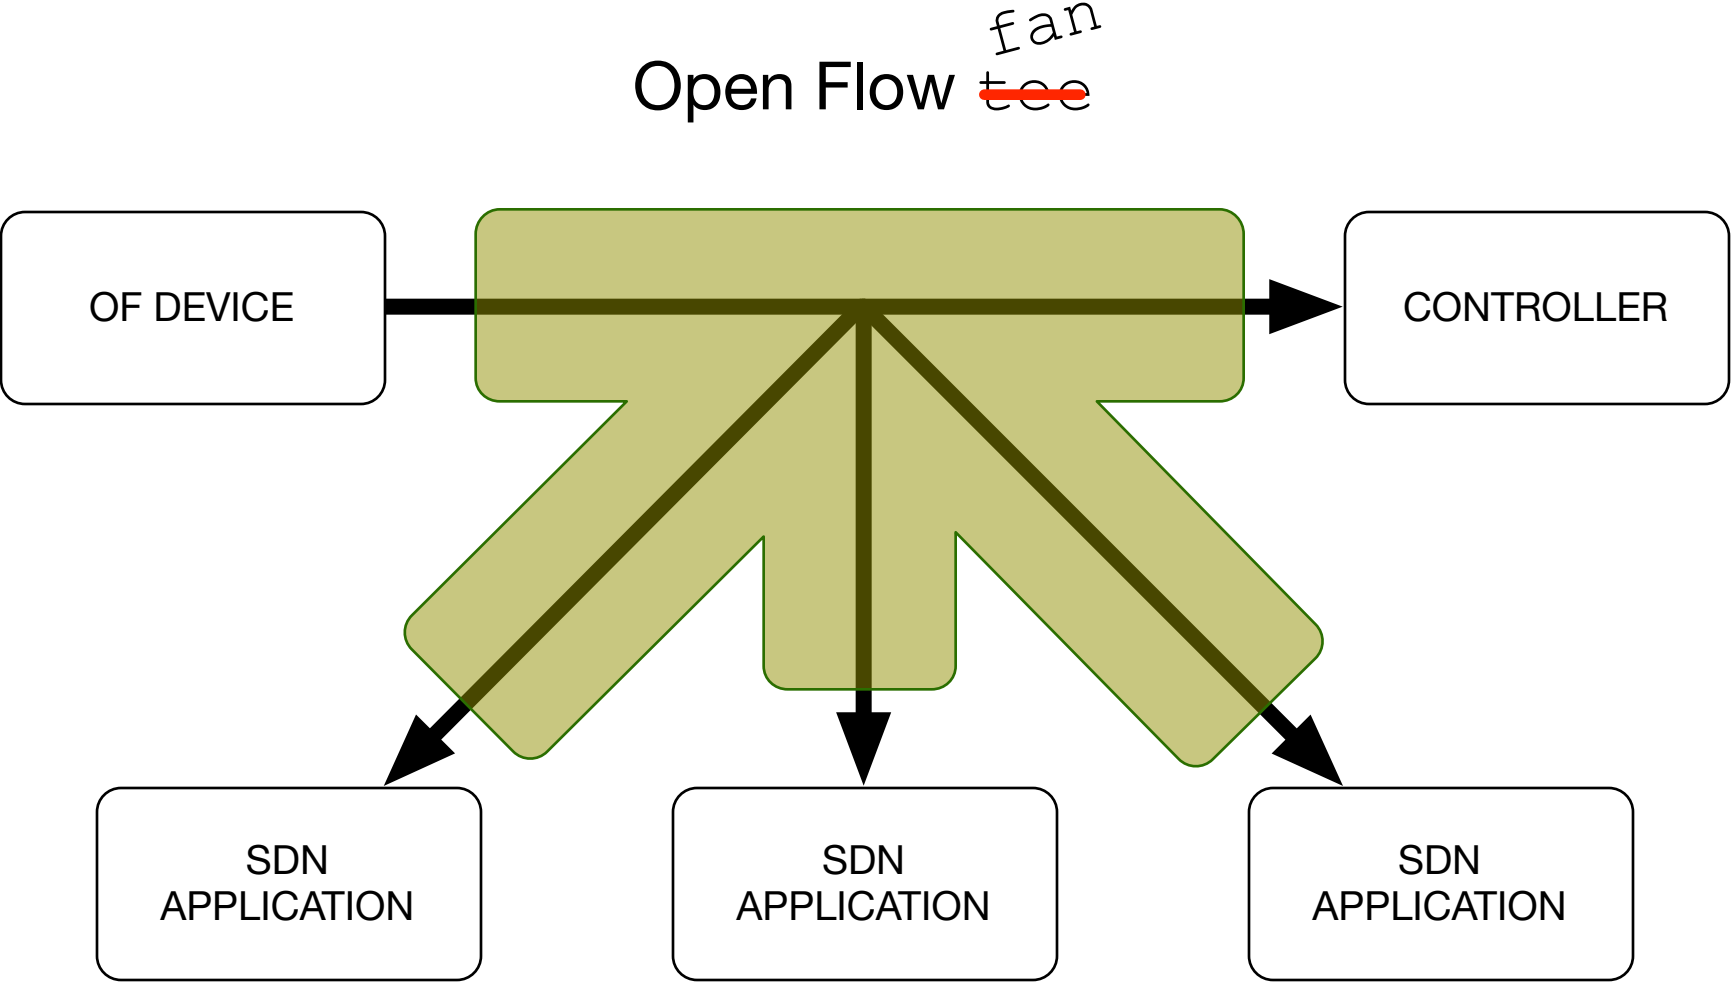 fan
Open Flow tee
OF DEVICE
CONTROLLER
SDN
APPLICATION
SDN
APPLICATION
SDN
APPLICATION